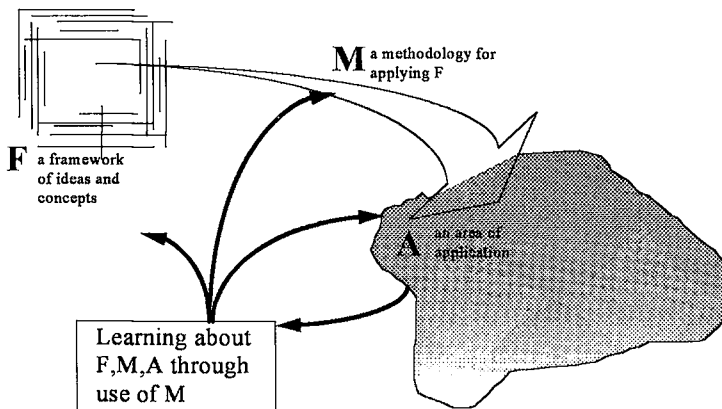 M a methodology for
applying F
F a framework
of ideas and
concepts
A an area of
application
Learning about
F,M,A through
use of M